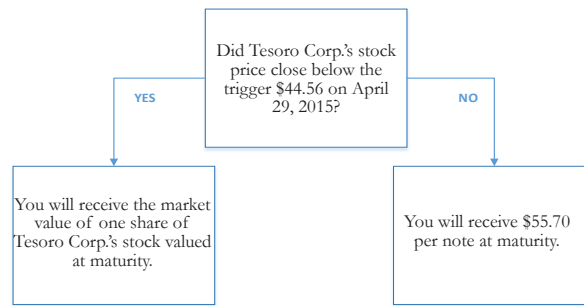 Did Tesoro Corp.'s stock
price close below the
trigger $44.56 on April
29, 2015?
YES
NO
You will receive the market
value of one share of
Tesoro Corp.'s stock valued
at maturity.
You will receive $55.70
per note at maturity.